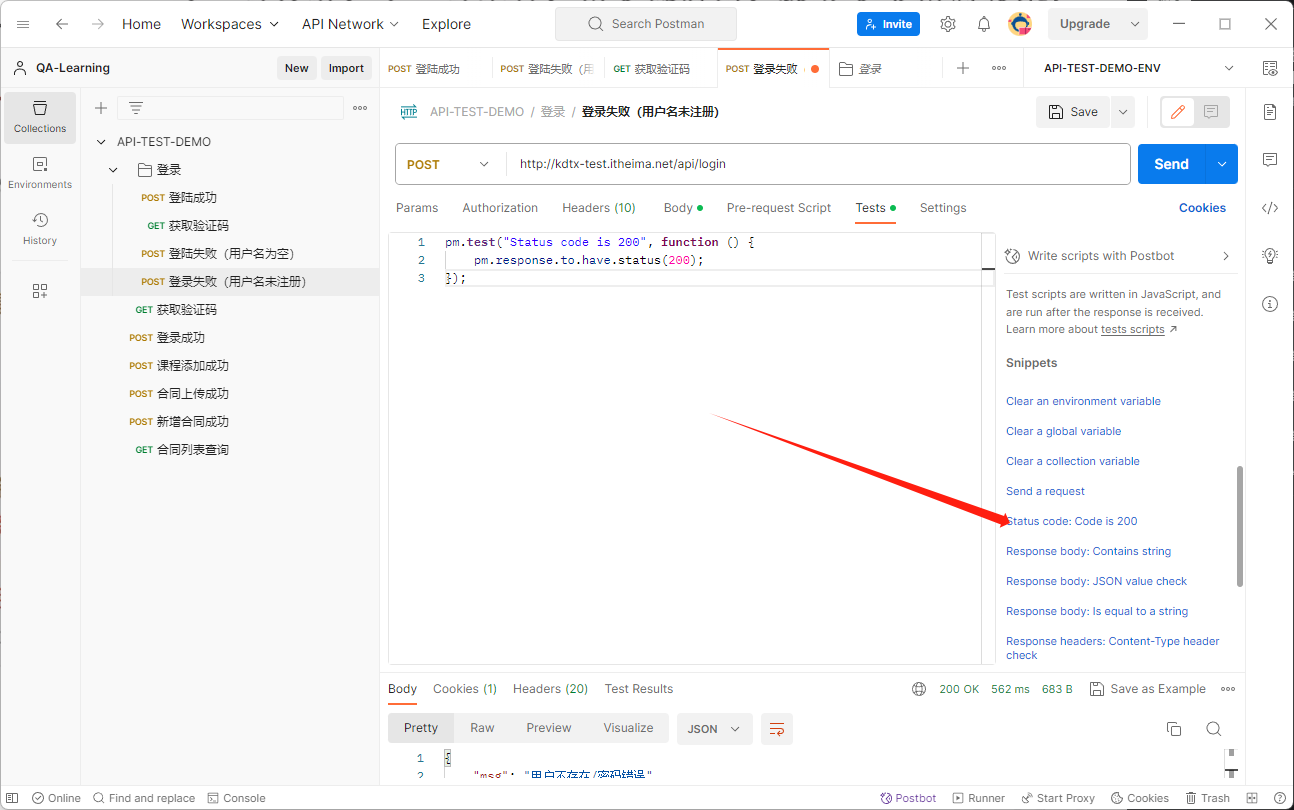 Home Workspaces API Network Explore Search Postman Invite Upgrade
QA-Learning New Import POST 登陆成功 POST 登陆失败（用 GET 获取验证码 POST 登录失败 登录 API-TEST-DEMO-ENV
HTTP API-TEST-DEMO / 登录 / 登录失败（用户名未注册） Save
Collections
Environments
History
API-TEST-DEMO
登录
POST 登陆成功
GET 获取验证码
POST 登陆失败（用户名为空）
POST 登录失败（用户名未注册）
GET 获取验证码
POST 登录成功
POST 课程添加成功
POST 合同上传成功
POST 新增合同成功
GET 合同列表查询
POST http://kdtx-test.itheima.net/api/login Send
Params Authorization Headers (10) Body Pre-request Script Tests Settings Cookies
1 pm.test("Status code is 200", function () {
2 pm.response.to.have.status(200);
3 });
Write scripts with Postbot
Test scripts are written in JavaScript, and
are run after the response is received.
Learn more about tests scripts
Snippets
Clear an environment variable
Clear a global variable
Clear a collection variable
Send a request
Status code: Code is 200
Response body: Contains string
Response body: JSON value check
Response body: Is equal to a string
Response headers: Content-Type header
check
Body Cookies (1) Headers (20) Test Results 200 OK 562 ms 683 B Save as Example
Pretty Raw Preview Visualize JSON
1 {
2 "msg": "用户不存在/密码错误"
Online Find and replace Console Postbot Runner Start Proxy Cookies Trash